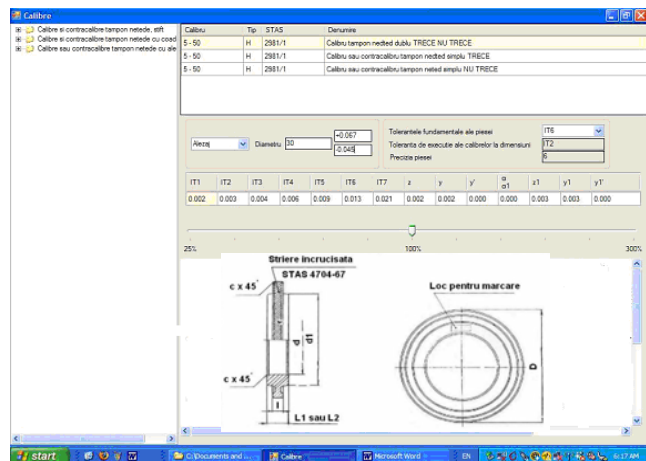 Calibre
Calibre si contracalibre tampon netede, stift
Calibre si contracalibre tampon netede cu coad
Calibre sau contracalibre tampon netede cu ale
Calibru Tip STAS Denumire
5 - 50 H 2981/1 Calibru tampon nedted dublu TRECE NU TRECE
5 - 50 H 2981/1 Calibru sau contracalibru tampon nedted simplu TRECE
5 - 50 H 2981/1 Calibru sau contracalibru tampon neted simplu NU TRECE
Alezaj Diametru 30 +0.067
-0.045
Tolerantele fundamentale ale piesei IT6
Toleranta de executie ale calibrelor la dimensiuni IT2
Precizia piesei 6
IT1 IT2 IT3 IT4 IT5 IT6 IT7 z y y' α α1 z1 y1 y1'
0.002 0.003 0.004 0.006 0.009 0.013 0.021 0.002 0.002 0.000 0.000 0.003 0.003 0.000
25% 100% 300%
Striere incrucisata
STAS 4704-67
c x 45°
Loc pentru marcare
d
d1
D
c x 45°
l
L1 sau L2
start C:\Documents and ... Calibre Microsoft Word EN 6:17 AM